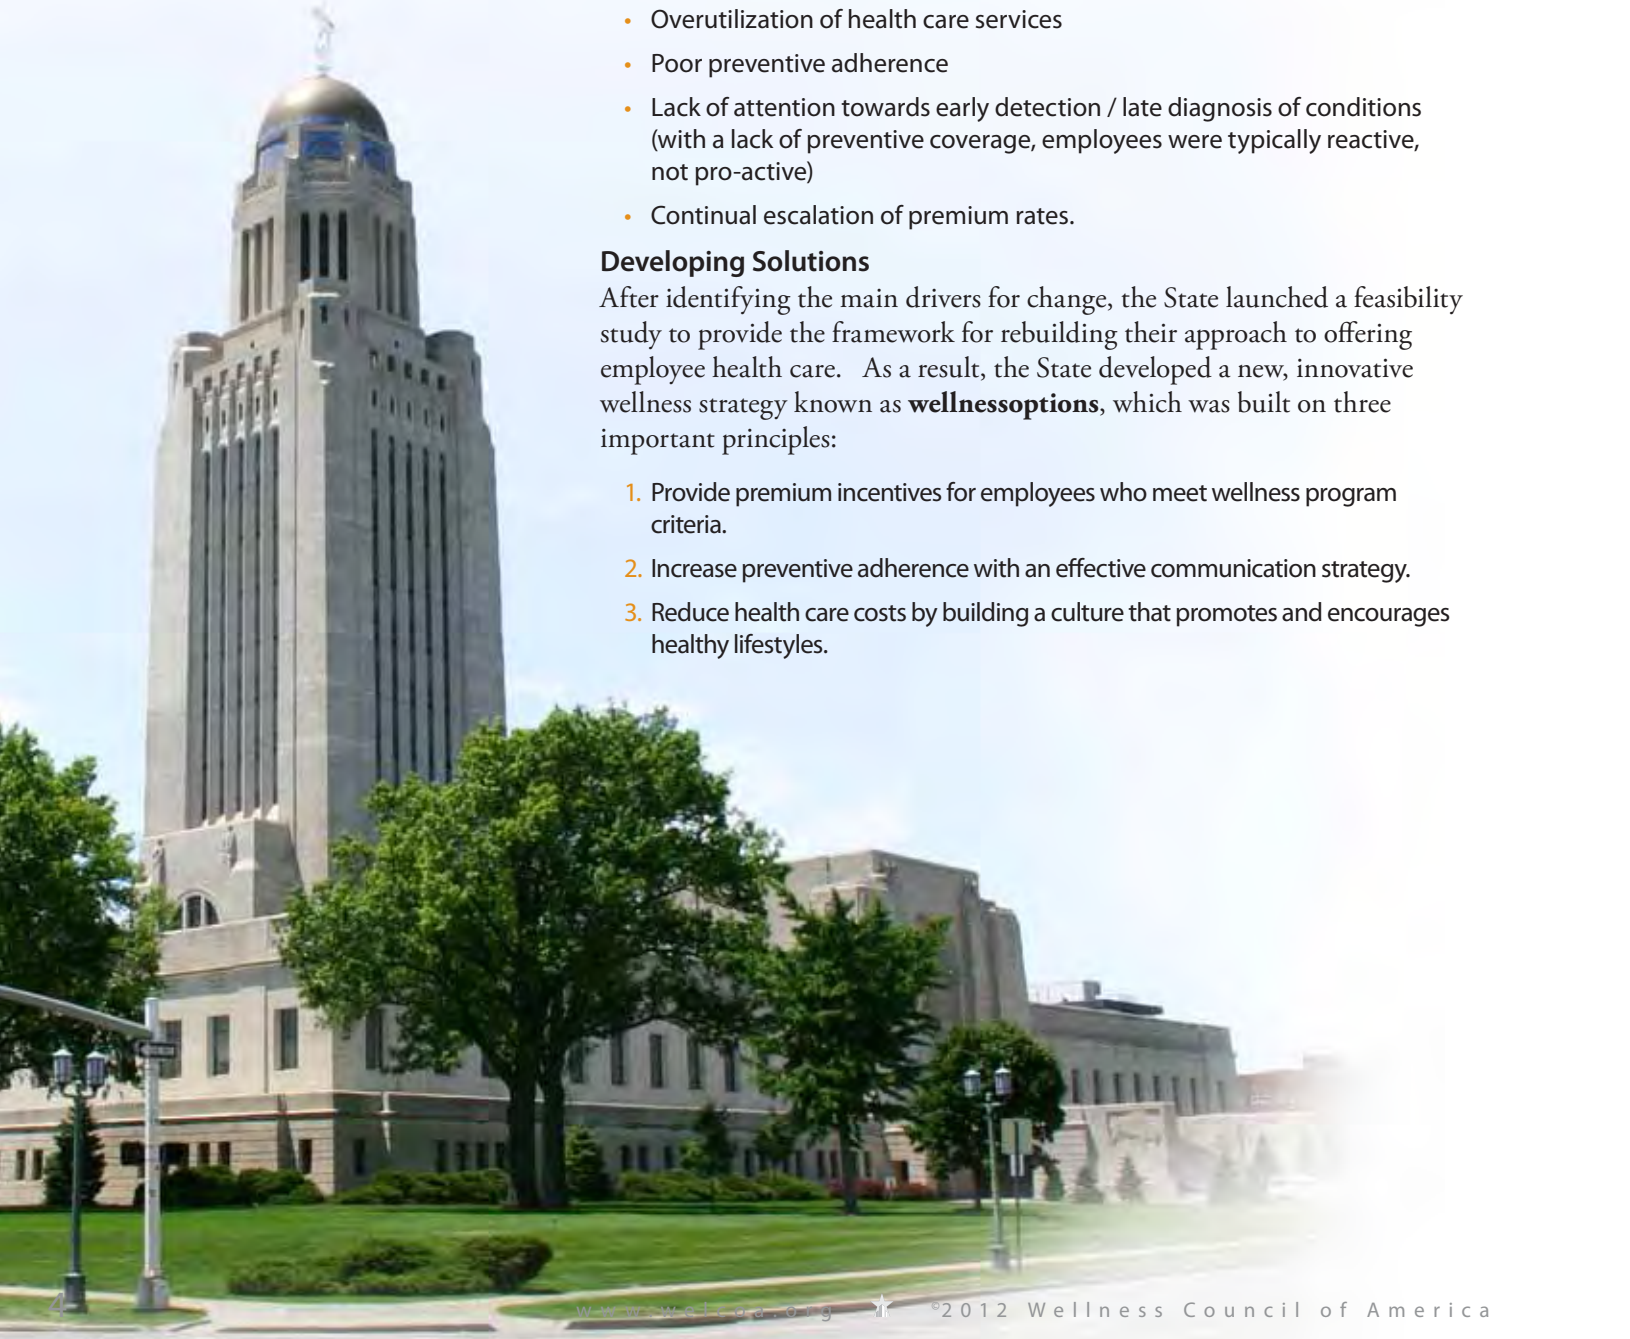 • Overutilization of health care services
• Poor preventive adherence
• Lack of attention towards early detection / late diagnosis of conditions
(with a lack of preventive coverage, employees were typically reactive,
not pro-active)
• Continual escalation of premium rates.
Developing Solutions
After identifying the main drivers for change, the State launched a feasibility
study to provide the framework for rebuilding their approach to offering
employee health care.   As a result, the State developed a new, innovative
wellness strategy known as wellnessoptions, which was built on three
important principles:
1. Provide premium incentives for employees who meet wellness program
criteria.
2. Increase preventive adherence with an effective communication strategy.
3. Reduce health care costs by building a culture that promotes and encourages
healthy lifestyles.
4
www.welcoa.org ©2012 Wellness Council of America